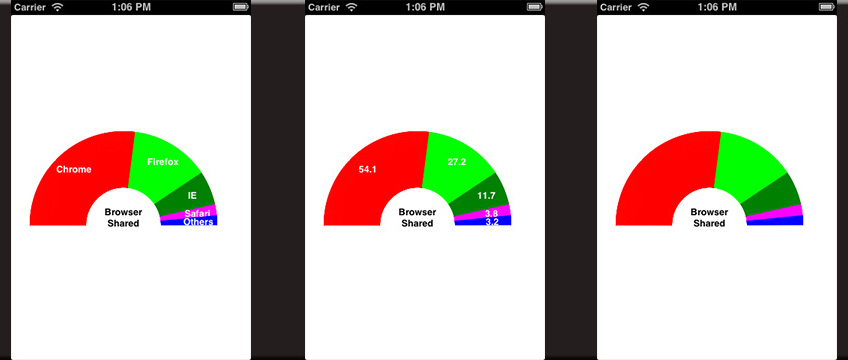 Carrier 1:06 PM
Chrome
Firefox
IE
Safari
Others
Browser
Shared
Carrier 1:06 PM
54.1
27.2
11.7
3.8
3.2
Browser
Shared
Carrier 1:06 PM
Browser
Shared